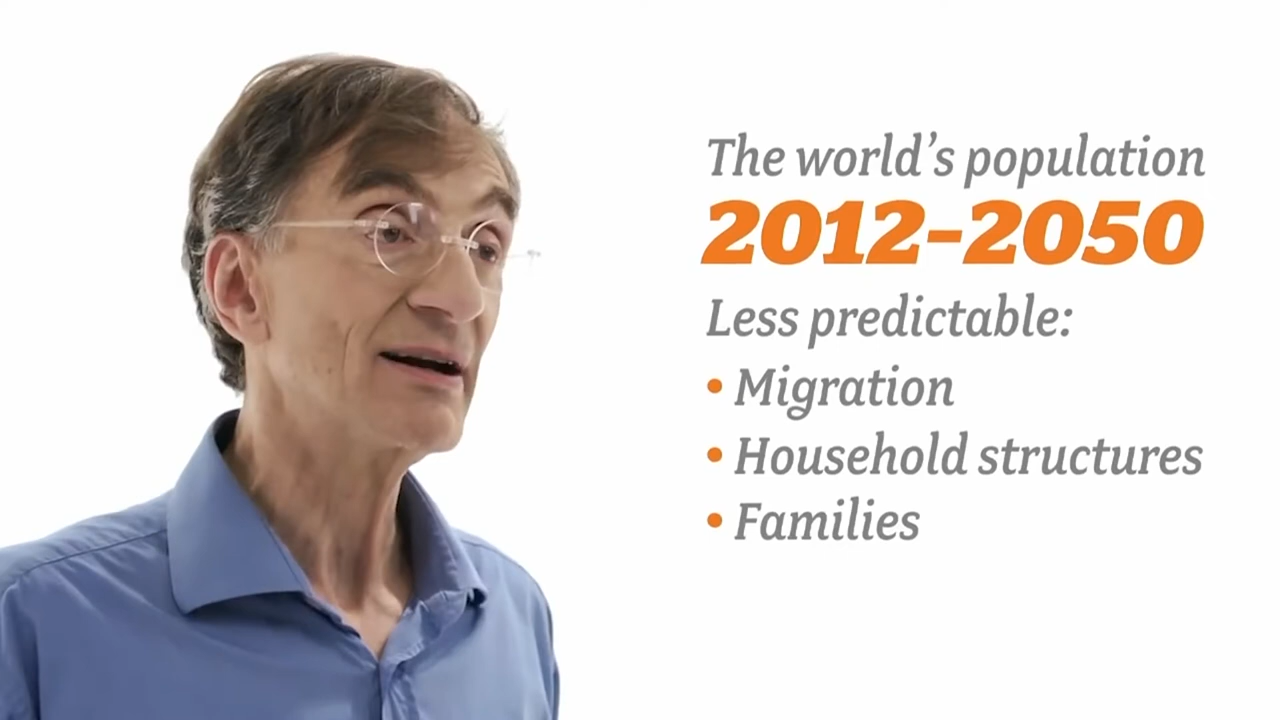 The world’s population
2012–2050
Less predictable:
• Migration
• Household structures
• Families